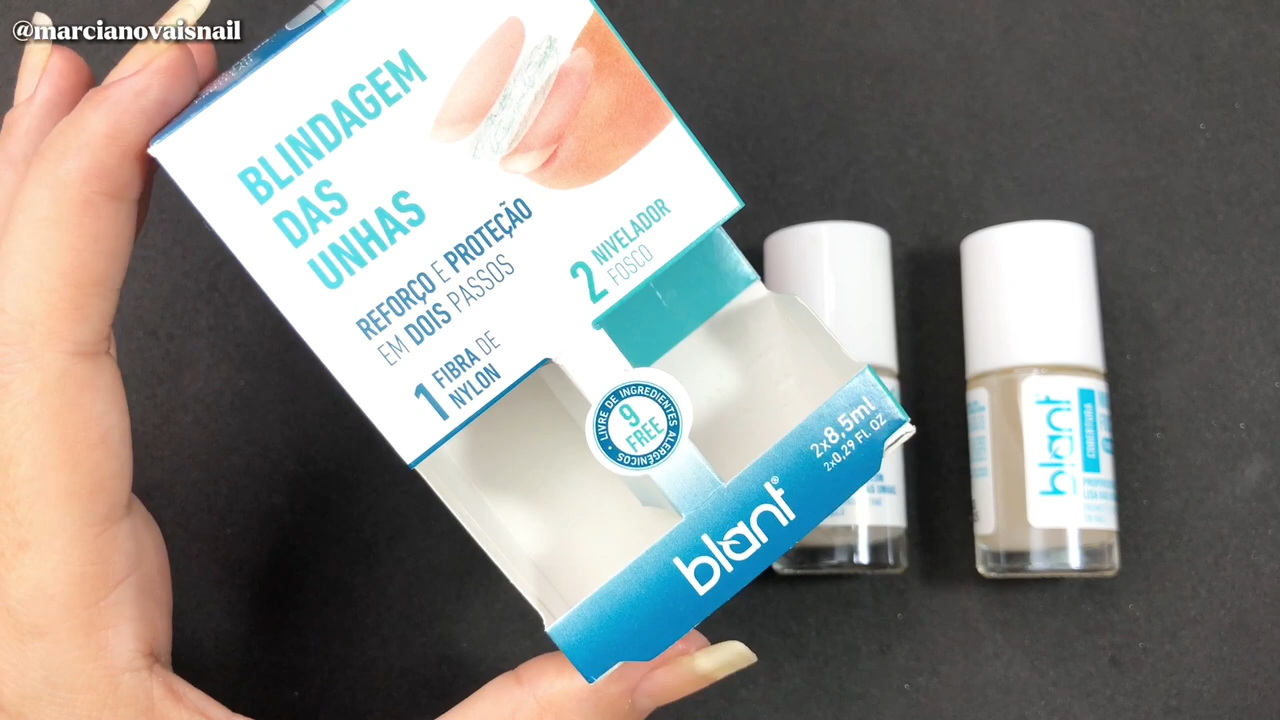 @marcianovaisnail
BLINDAGEM
DAS
UNHAS
REFORÇO E PROTEÇÃO
EM DOIS PASSOS
1 FIBRA DE
NYLON
2 NIVELADOR
FOSCO
LIVRE DE INGREDIENTES ALERGÊNICOS
9
FREE
2x8,5ml
2x0,29 FL. OZ
blant®
blant
COBERTURA